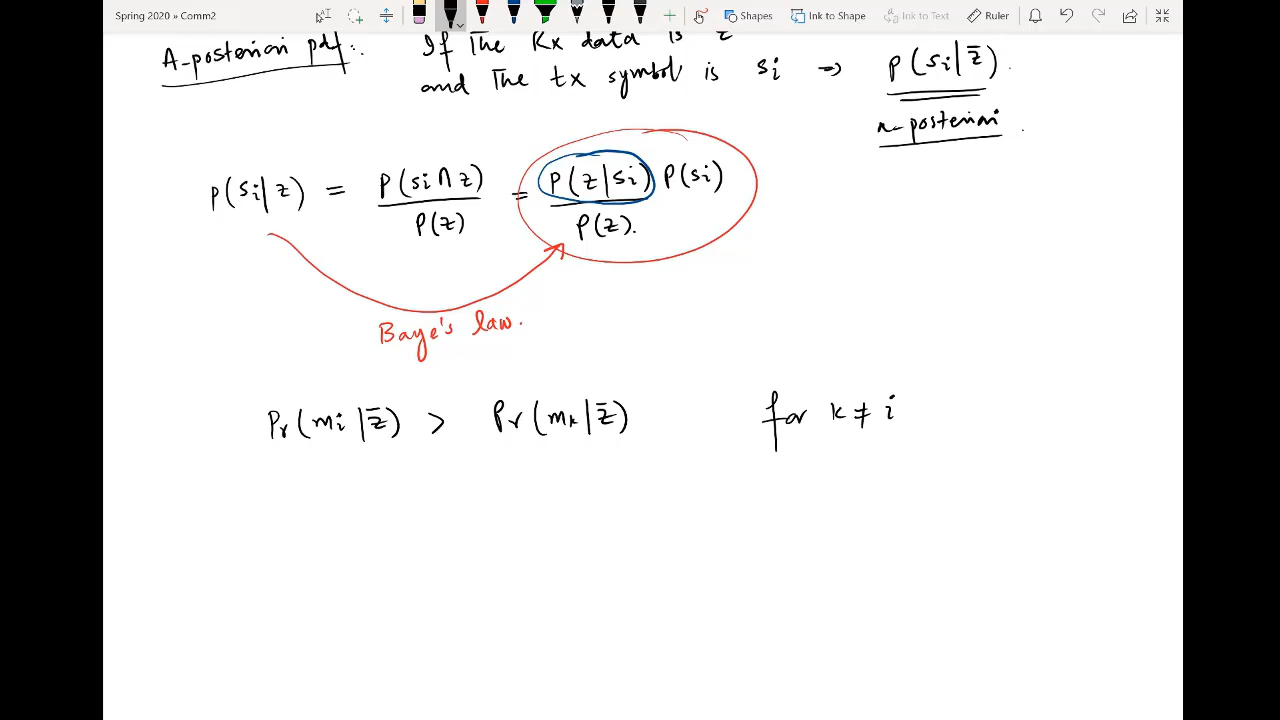 Spring 2020 » Comm2
Shapes Ink to Shape Ink to Text Ruler
A-posteriori pdf:. If The Rx data is z
and The tx symbol is si ⇒ p(si|z̄).
a-posteriori.
p(si|z) = p(si∩z)/p(z) = p(z|si) p(si)/p(z).
Baye's law.
Pr(mi|z̄) > Pr(mk|z̄) for k ≠ i